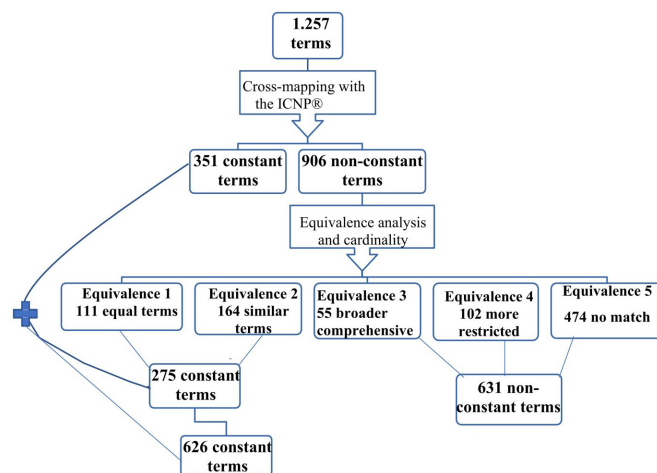 1.257
terms
Cross-mapping with
the ICNP®
351 constant
terms
906 non-constant
terms
Equivalence analysis
and cardinality
Equivalence 1
111 equal terms
Equivalence 2
164 similar
terms
Equivalence 3
55 broader
comprehensive
Equivalence 4
102 more
restricted
Equivalence 5
474 no match
275 constant
terms
631 non-
constant terms
626 constant
terms